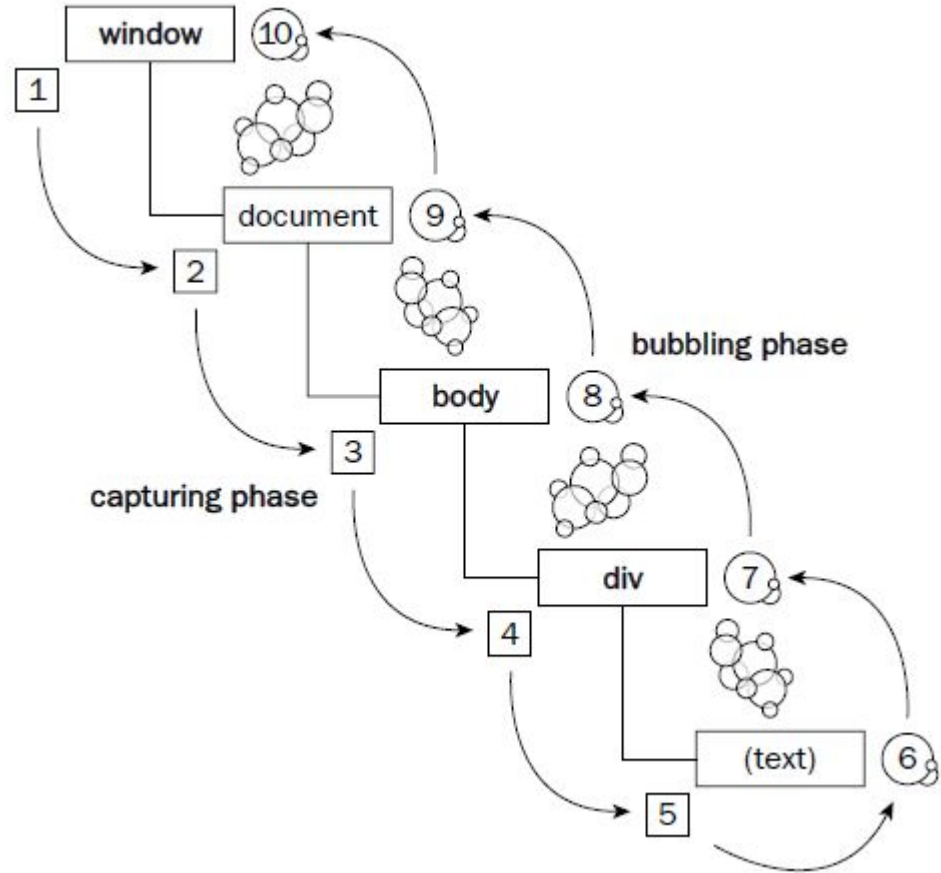 window
10
1
document
9
2
bubbling phase
body
8
3
capturing phase
div
7
4
(text)
6
5